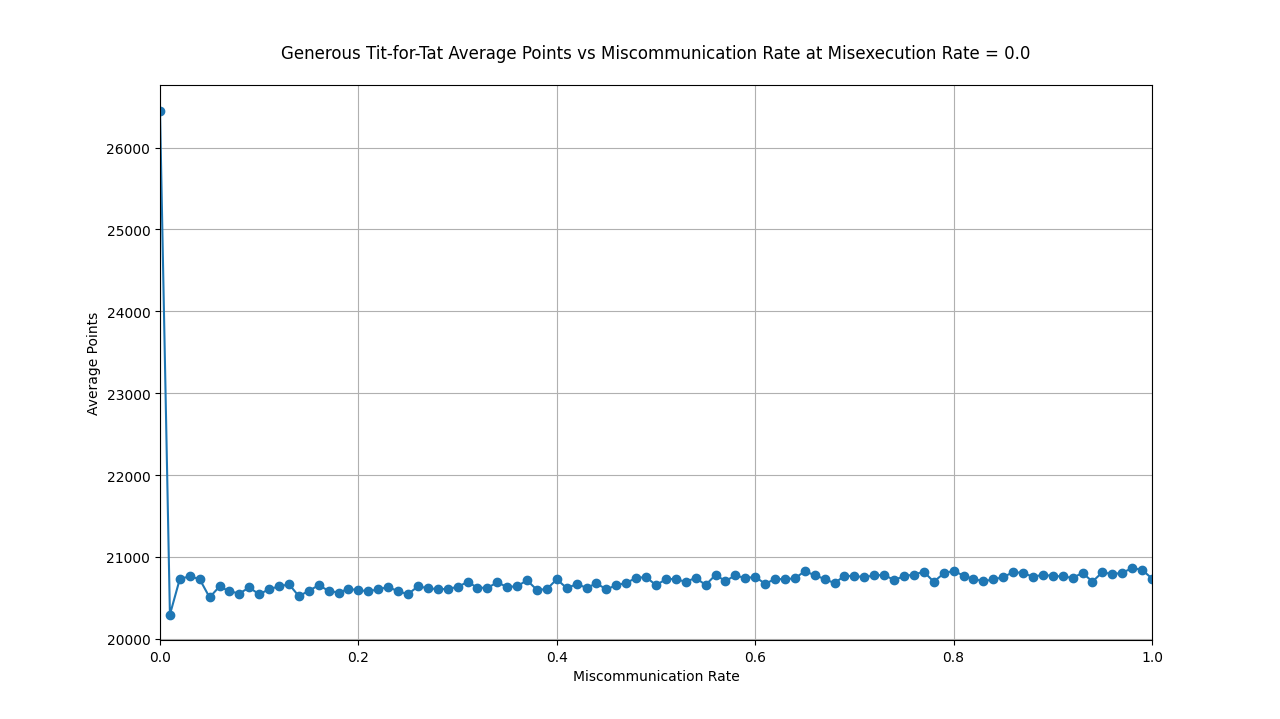 Generous Tit-for-Tat Average Points vs Miscommunication Rate at Misexecution Rate = 0.0
26000
25000
24000
23000
22000
21000
20000
Average Points
0.0 0.2 0.4 0.6 0.8 1.0
Miscommunication Rate